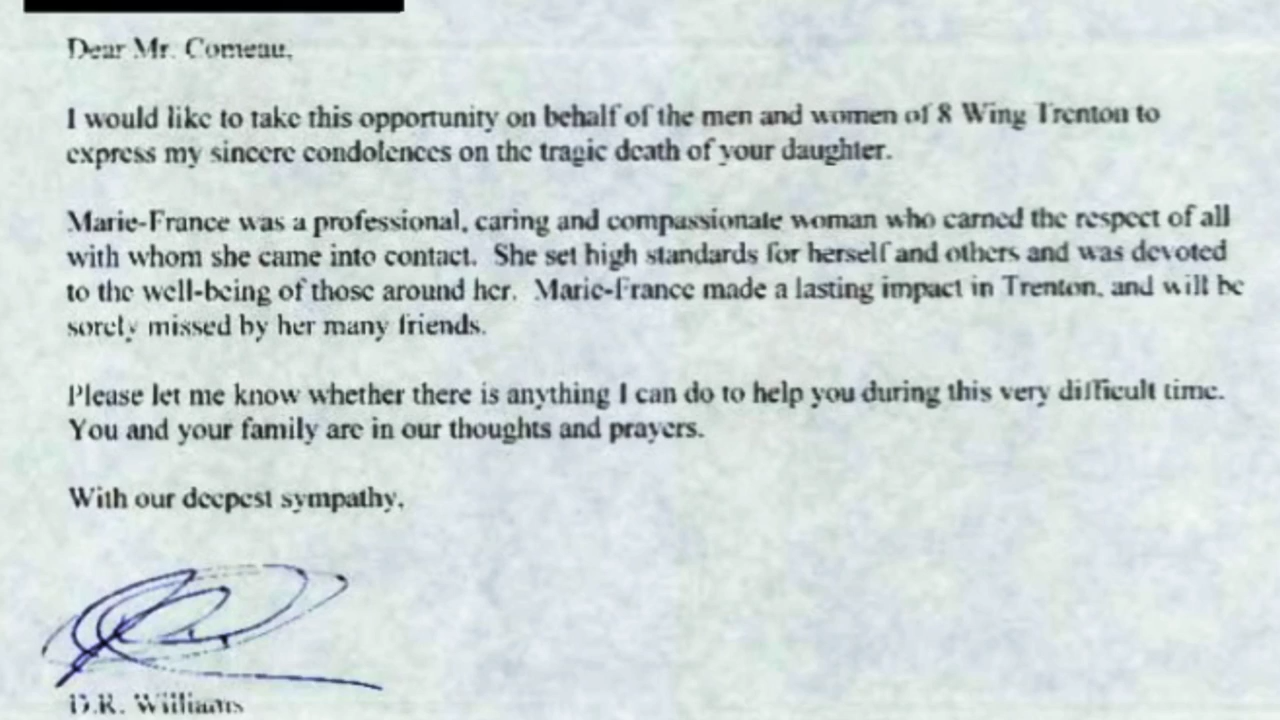 Dear Mr. Comeau,
I would like to take this opportunity on behalf of the men and women of 8 Wing Trenton to
express my sincere condolences on the tragic death of your daughter.
Marie-France was a professional, caring and compassionate woman who earned the respect of all
with whom she came into contact. She set high standards for herself and others and was devoted
to the well-being of those around her. Marie-France made a lasting impact in Trenton, and will be
sorely missed by her many friends.
Please let me know whether there is anything I can do to help you during this very difficult time.
You and your family are in our thoughts and prayers.
With our deepest sympathy,
D.R. Williams